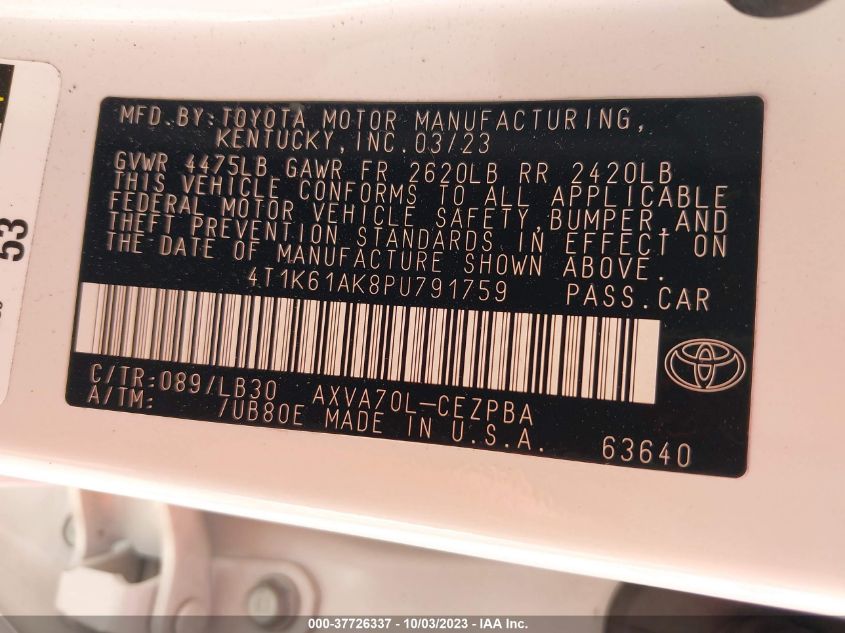 MFD.BY:TOYOTA MOTOR MANUFACTURING,
KENTUCKY,INC.03/23
GVWR 4475LB GAWR FR 2620LB RR 2420LB
THIS VEHICLE CONFORMS TO ALL APPLICABLE
FEDERAL MOTOR VEHICLE SAFETY,BUMPER,AND
THEFT PREVENTION STANDARDS IN EFFECT ON
THE DATE OF MANUFACTURE SHOWN ABOVE.
4T1K61AK8PU791759 PASS.CAR
C/TR:089/LB30 AXVA70L-CEZPBA
A/TM: /UB80E MADE IN U.S.A. 63640
53
000-37726337 - 10/03/2023 - IAA Inc.